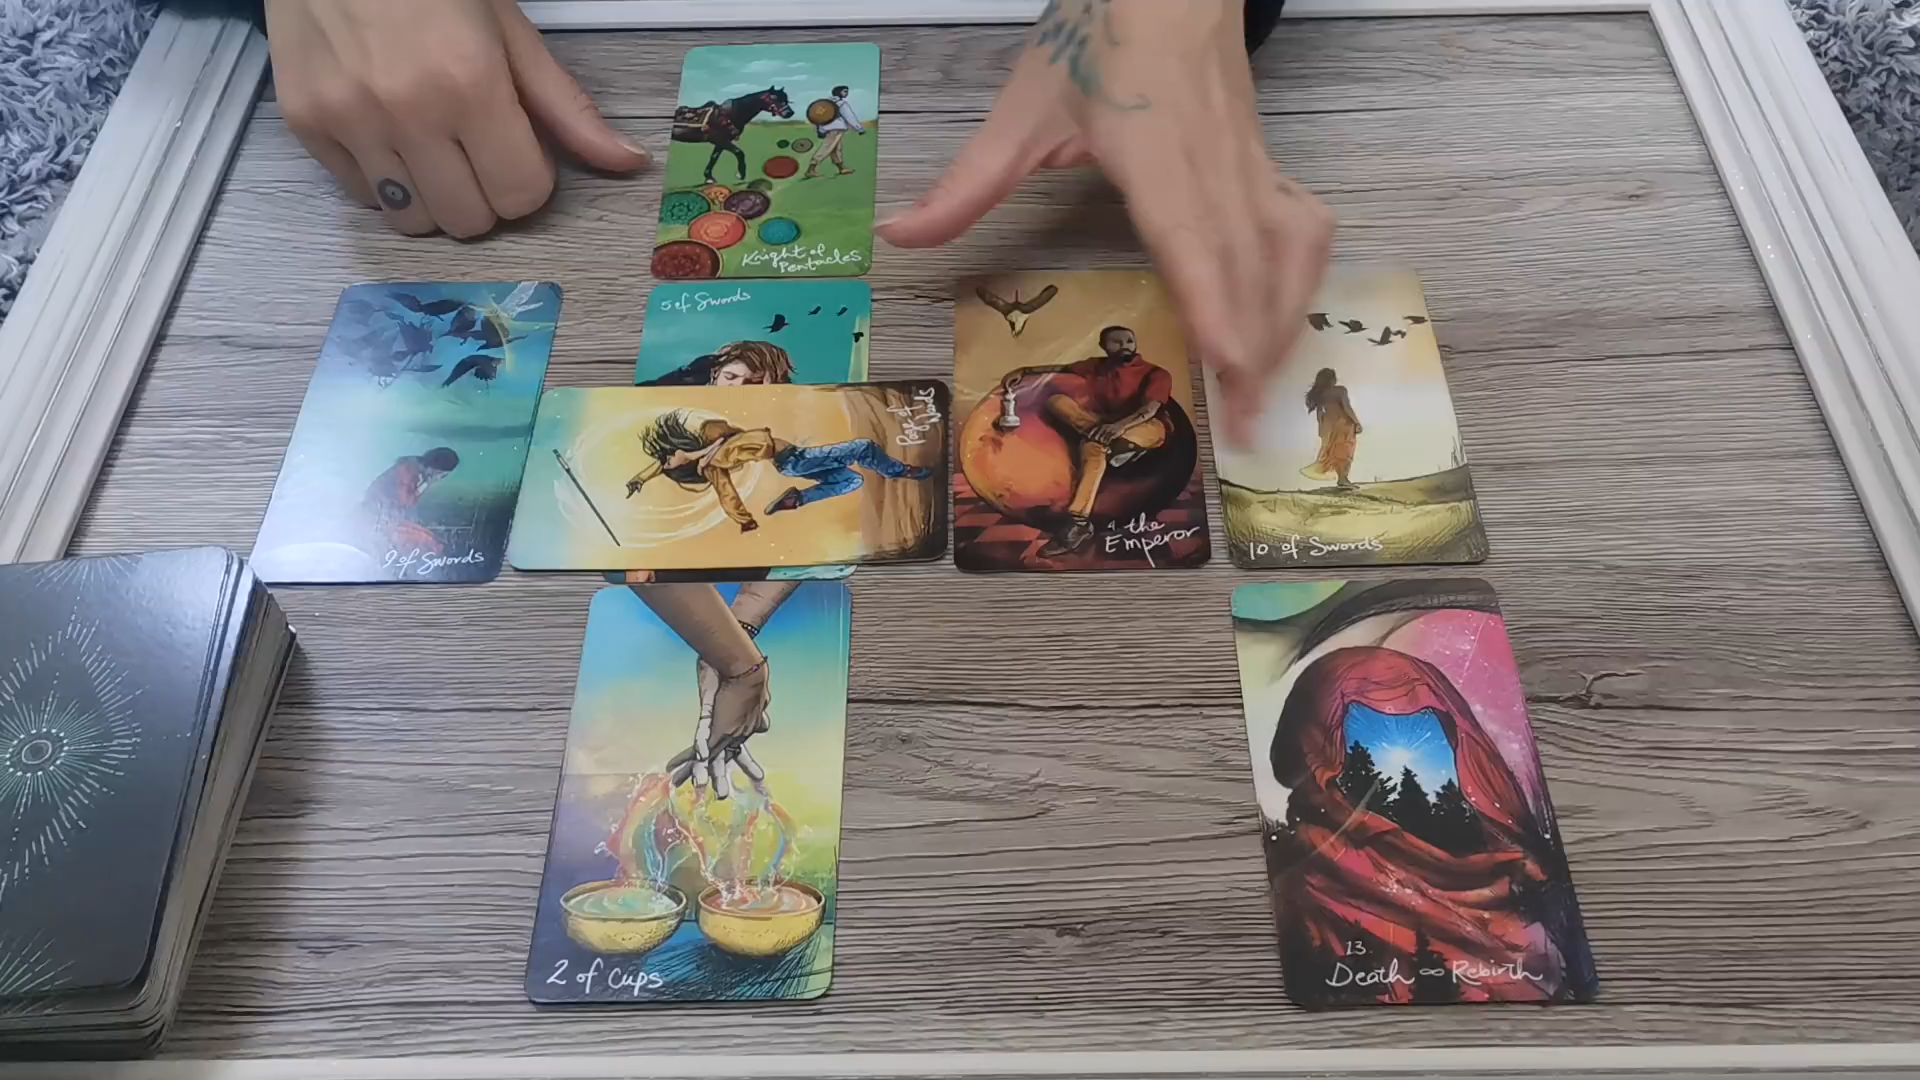 Knight of
Pentacles
5 of Swords
9 of Swords
Page of
Wands
4 the
Emperor
10 of Swords
2 of Cups
13.
Death ∞ Rebirth